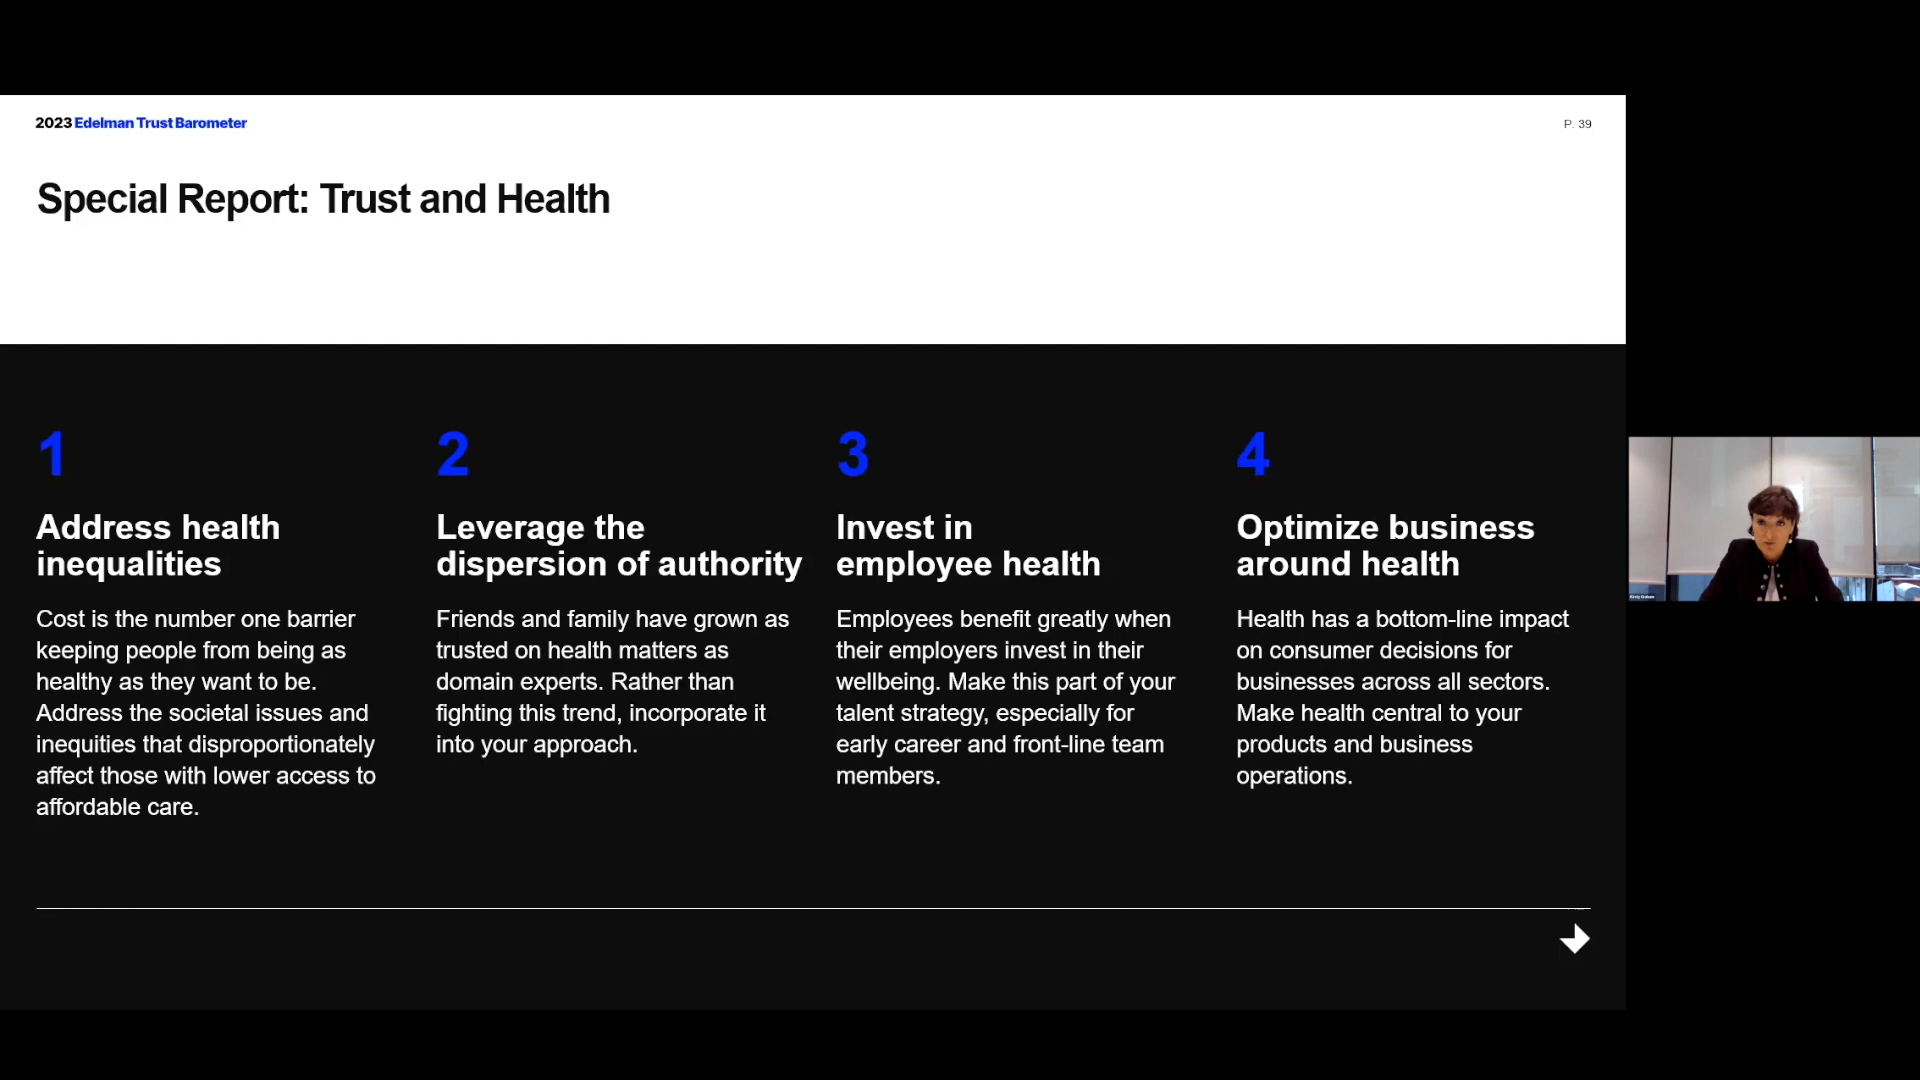 2023 Edelman Trust Barometer
P. 39
Special Report: Trust and Health
1
Address health
inequalities
Cost is the number one barrier
keeping people from being as
healthy as they want to be.
Address the societal issues and
inequities that disproportionately
affect those with lower access to
affordable care.
2
Leverage the
dispersion of authority
Friends and family have grown as
trusted on health matters as
domain experts. Rather than
fighting this trend, incorporate it
into your approach.
3
Invest in
employee health
Employees benefit greatly when
their employers invest in their
wellbeing. Make this part of your
talent strategy, especially for
early career and front-line team
members.
4
Optimize business
around health
Health has a bottom-line impact
on consumer decisions for
businesses across all sectors.
Make health central to your
products and business
operations.